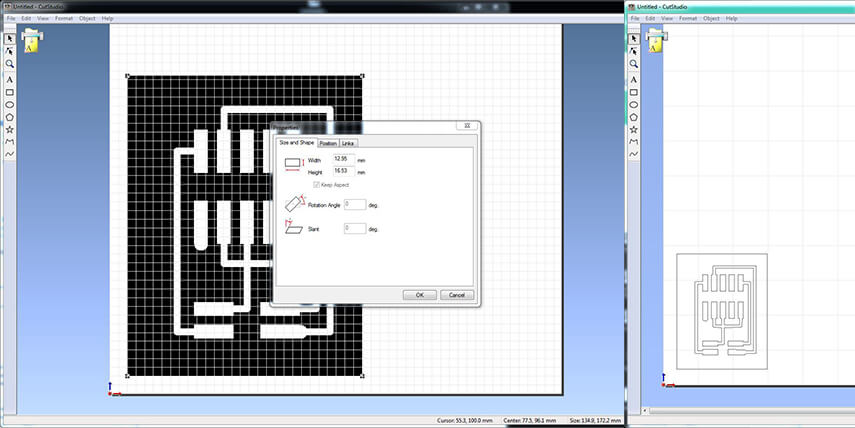 Untitled - CutStudio
File Edit View Format Object Help
Properties
Size and Shape Position Links
Width 12.95 mm
Height 16.53 mm
Keep Aspect
Rotation Angle 0 deg.
Slant 0 deg.
OK Cancel
Cursor: 55.3, 100.0 mm Center: 77.5, 96.1 mm Size: 134.9, 172.2 mm
A
A
Untitled - CutStudio
File Edit View Format Object Help
A
A